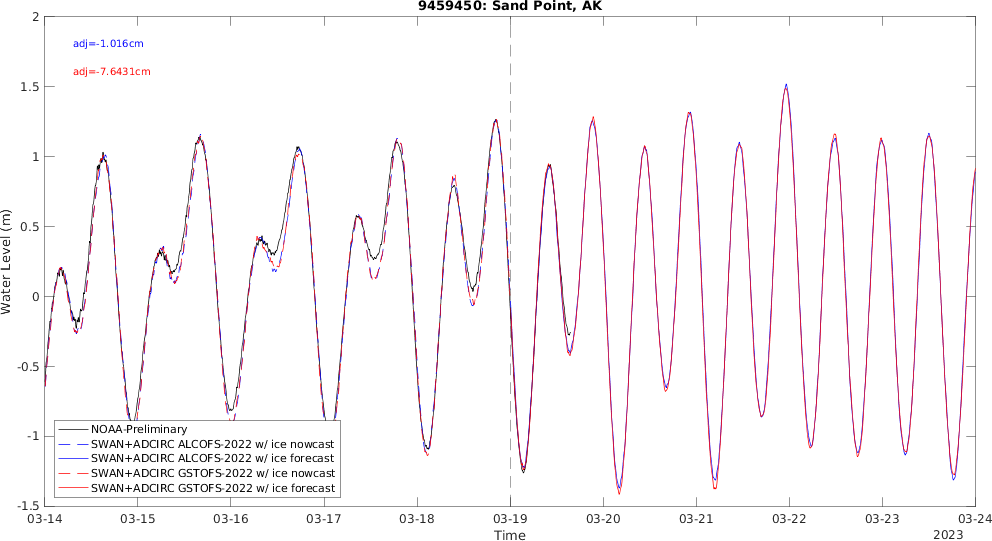 9459450: Sand Point, AK
adj=-1.016cm
adj=-7.6431cm
Water Level (m)
2
1.5
1
0.5
0
-0.5
-1
-1.5
NOAA-Preliminary
SWAN+ADCIRC ALCOFS-2022 w/ ice nowcast
SWAN+ADCIRC ALCOFS-2022 w/ ice forecast
SWAN+ADCIRC GSTOFS-2022 w/ ice nowcast
SWAN+ADCIRC GSTOFS-2022 w/ ice forecast
03-14 03-15 03-16 03-17 03-18 03-19 03-20 03-21 03-22 03-23 03-24
Time
2023